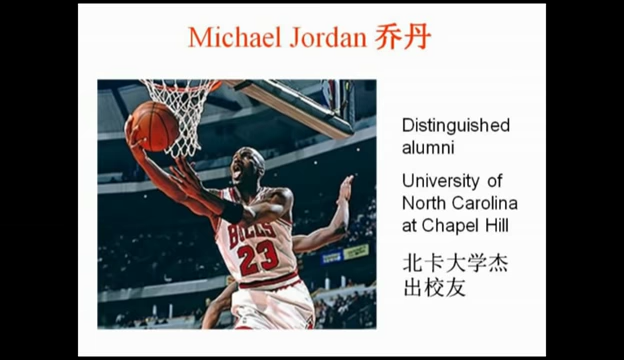 Michael Jordan 乔丹
BULLS
23
Distinguished
alumni
University of
North Carolina
at Chapel Hill
北卡大学杰
出校友